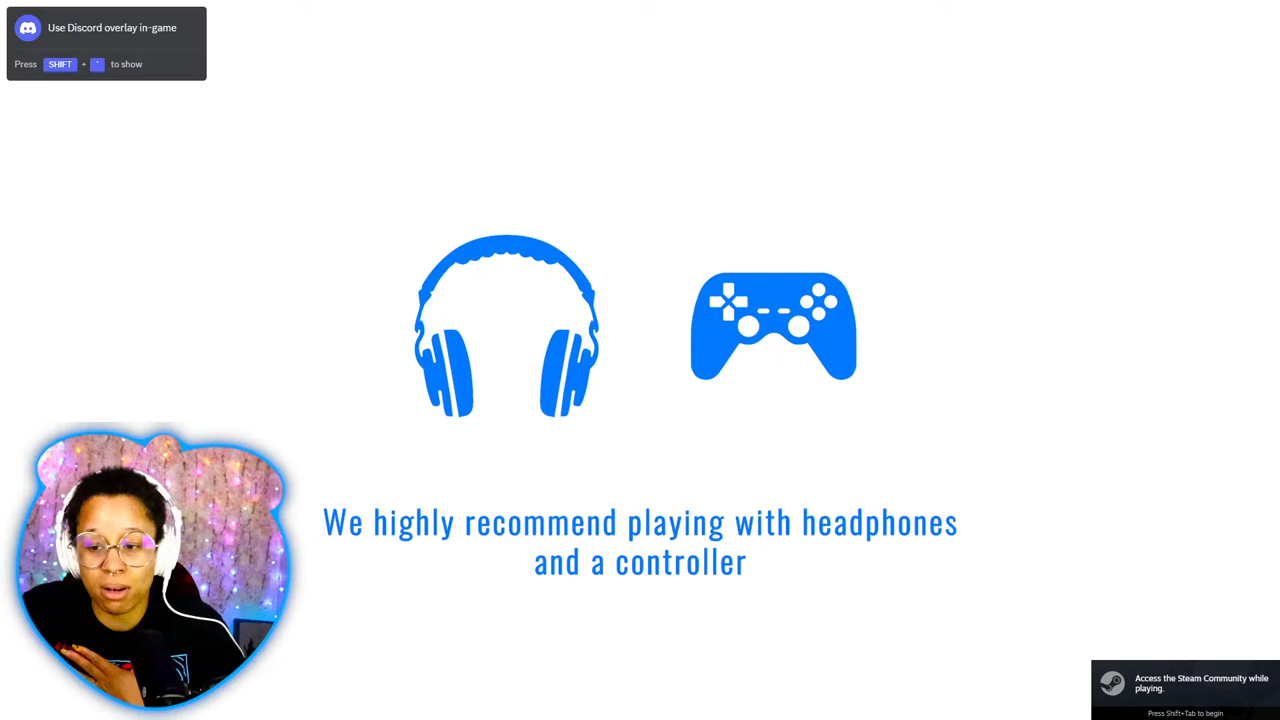 Use Discord overlay in-game
Press SHIFT + ` to show
We highly recommend playing with headphones
and a controller
Access the Steam Community while
playing.
Press Shift+Tab to begin